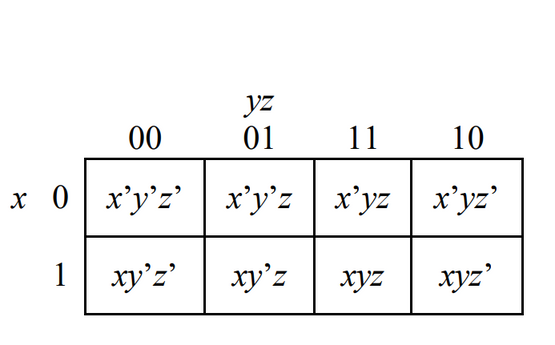 yz
00 01 11 10
x 0 x’y’z’ x’y’z x’yz x’yz’
1 xy’z’ xy’z xyz xyz’